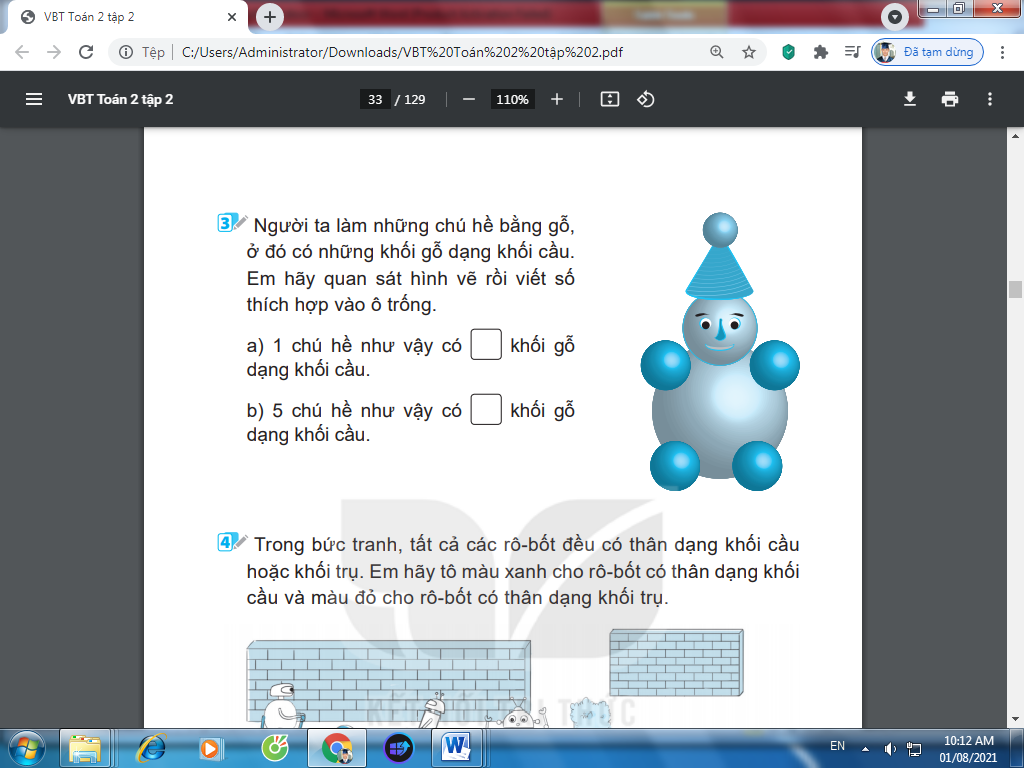 VBT Toán 2 tập 2
Tệp
C:/Users/Administrator/Downloads/VBT%20Toán%202%20tập%202.pdf
Đã tạm dừng
VBT Toán 2 tập 2
33 / 129
110%
3 Người ta làm những chú hề bằng gỗ,
ở đó có những khối gỗ dạng khối cầu.
Em hãy quan sát hình vẽ rồi viết số
thích hợp vào ô trống.
a) 1 chú hề như vậy có khối gỗ
dạng khối cầu.
b) 5 chú hề như vậy có khối gỗ
dạng khối cầu.
4 Trong bức tranh, tất cả các rô-bốt đều có thân dạng khối cầu
hoặc khối trụ. Em hãy tô màu xanh cho rô-bốt có thân dạng khối
cầu và màu đỏ cho rô-bốt có thân dạng khối trụ.
KẾT NỐI TRI THỨC
EN
10:12 AM
01/08/2021